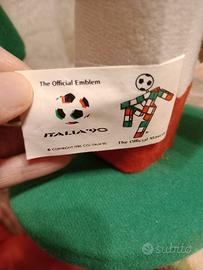 The Official Emblem
ITALIA '90
The Official Mascot
subito